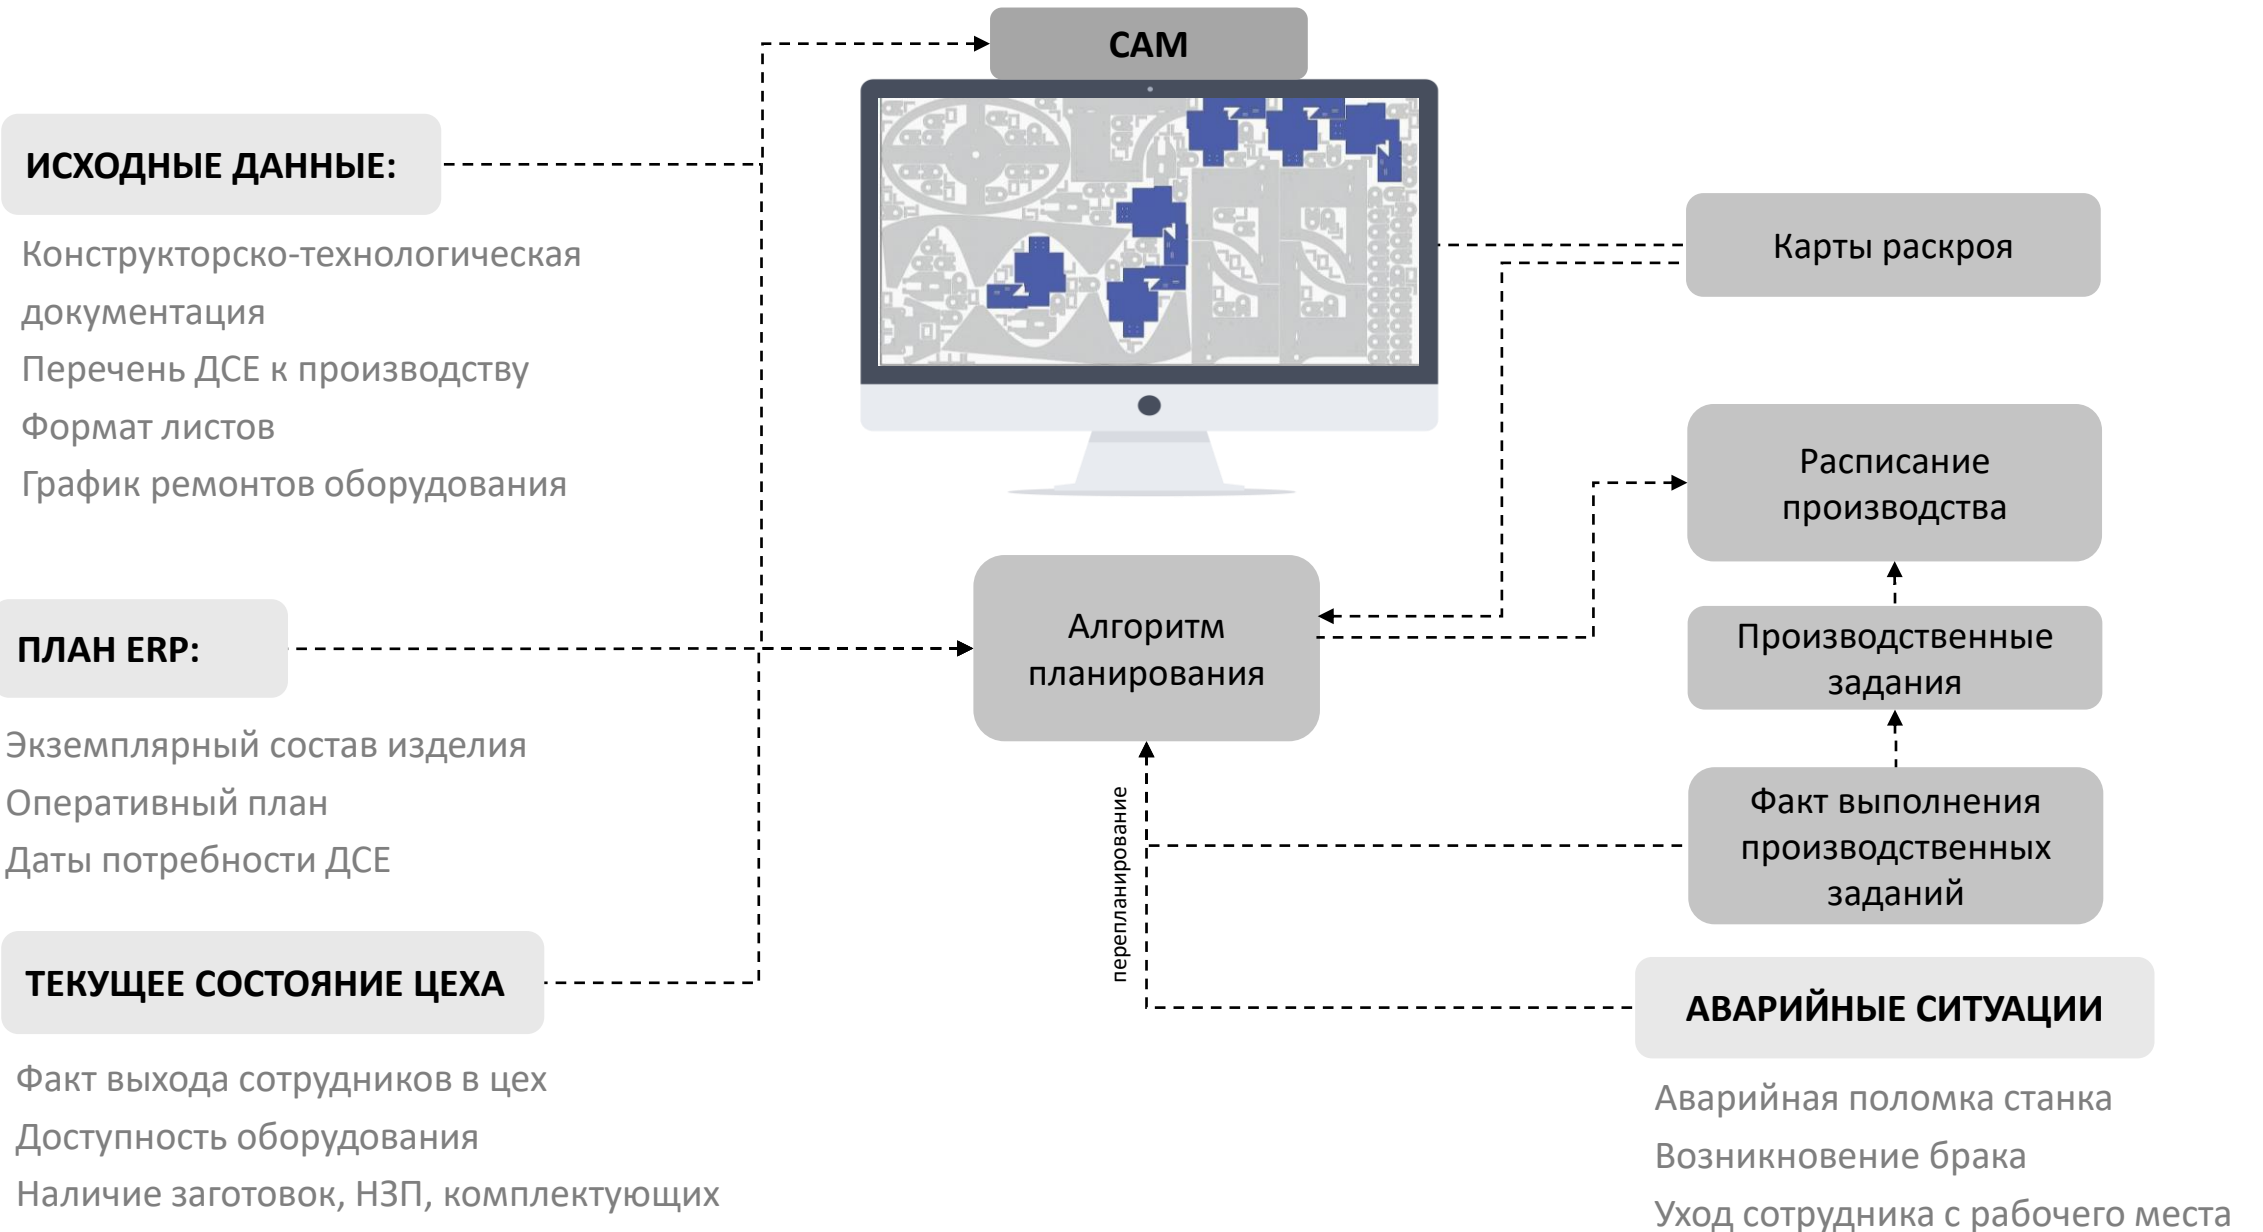 САМ
ИСХОДНЫЕ ДАННЫЕ:
Конструкторско-технологическая
документация
Перечень ДСЕ к производству
Формат листов
График ремонтов оборудования
ПЛАН ERP:
Экземплярный состав изделия
Оперативный план
Даты потребности ДСЕ
ТЕКУЩЕЕ СОСТОЯНИЕ ЦЕХА
Факт выхода сотрудников в цех
Доступность оборудования
Наличие заготовок, НЗП, комплектующих
Алгоритм
планирования
перепланирование
Карты раскроя
Расписание
производства
Производственные
задания
Факт выполнения
производственных
заданий
АВАРИЙНЫЕ СИТУАЦИИ
Аварийная поломка станка
Возникновение брака
Уход сотрудника с рабочего места